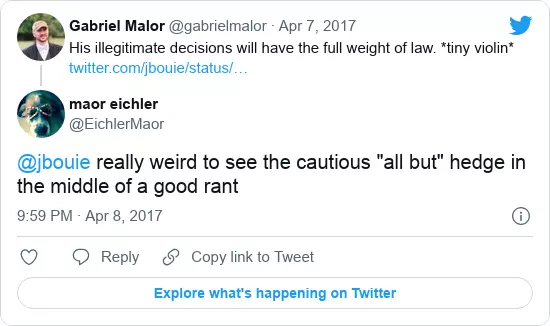 Gabriel Malor @gabrielmalor · Apr 7, 2017
His illegitimate decisions will have the full weight of law. *tiny violin*
twitter.com/jbouie/status/…
maor eichler
@EichlerMaor
@jbouie really weird to see the cautious "all but" hedge in
the middle of a good rant
9:59 PM · Apr 8, 2017
Reply
Copy link to Tweet
Explore what's happening on Twitter